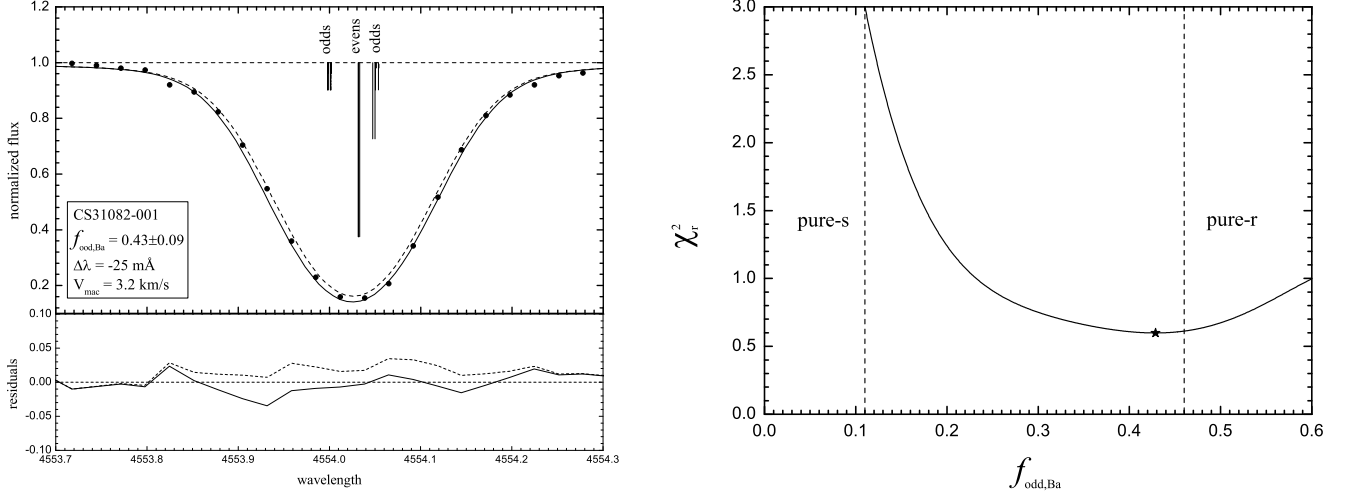 1.2
1.0
0.8
0.6
0.4
0.2
0.10
normalized flux
odds
evens
odds
CS31082-001
f ood,Ba = 0.43±0.09
Δλ = -25 mÅ
V mac = 3.2 km/s
0.05
0.00
-0.05
-0.10
residuals
4553.7 4553.8 4553.9 4554.0 4554.1 4554.2 4554.3
wavelength
3.0
2.5
2.0
1.5
1.0
0.5
0.0
χ r 2
pure-s
pure-r
0.0 0.1 0.2 0.3 0.4 0.5 0.6
f odd,Ba